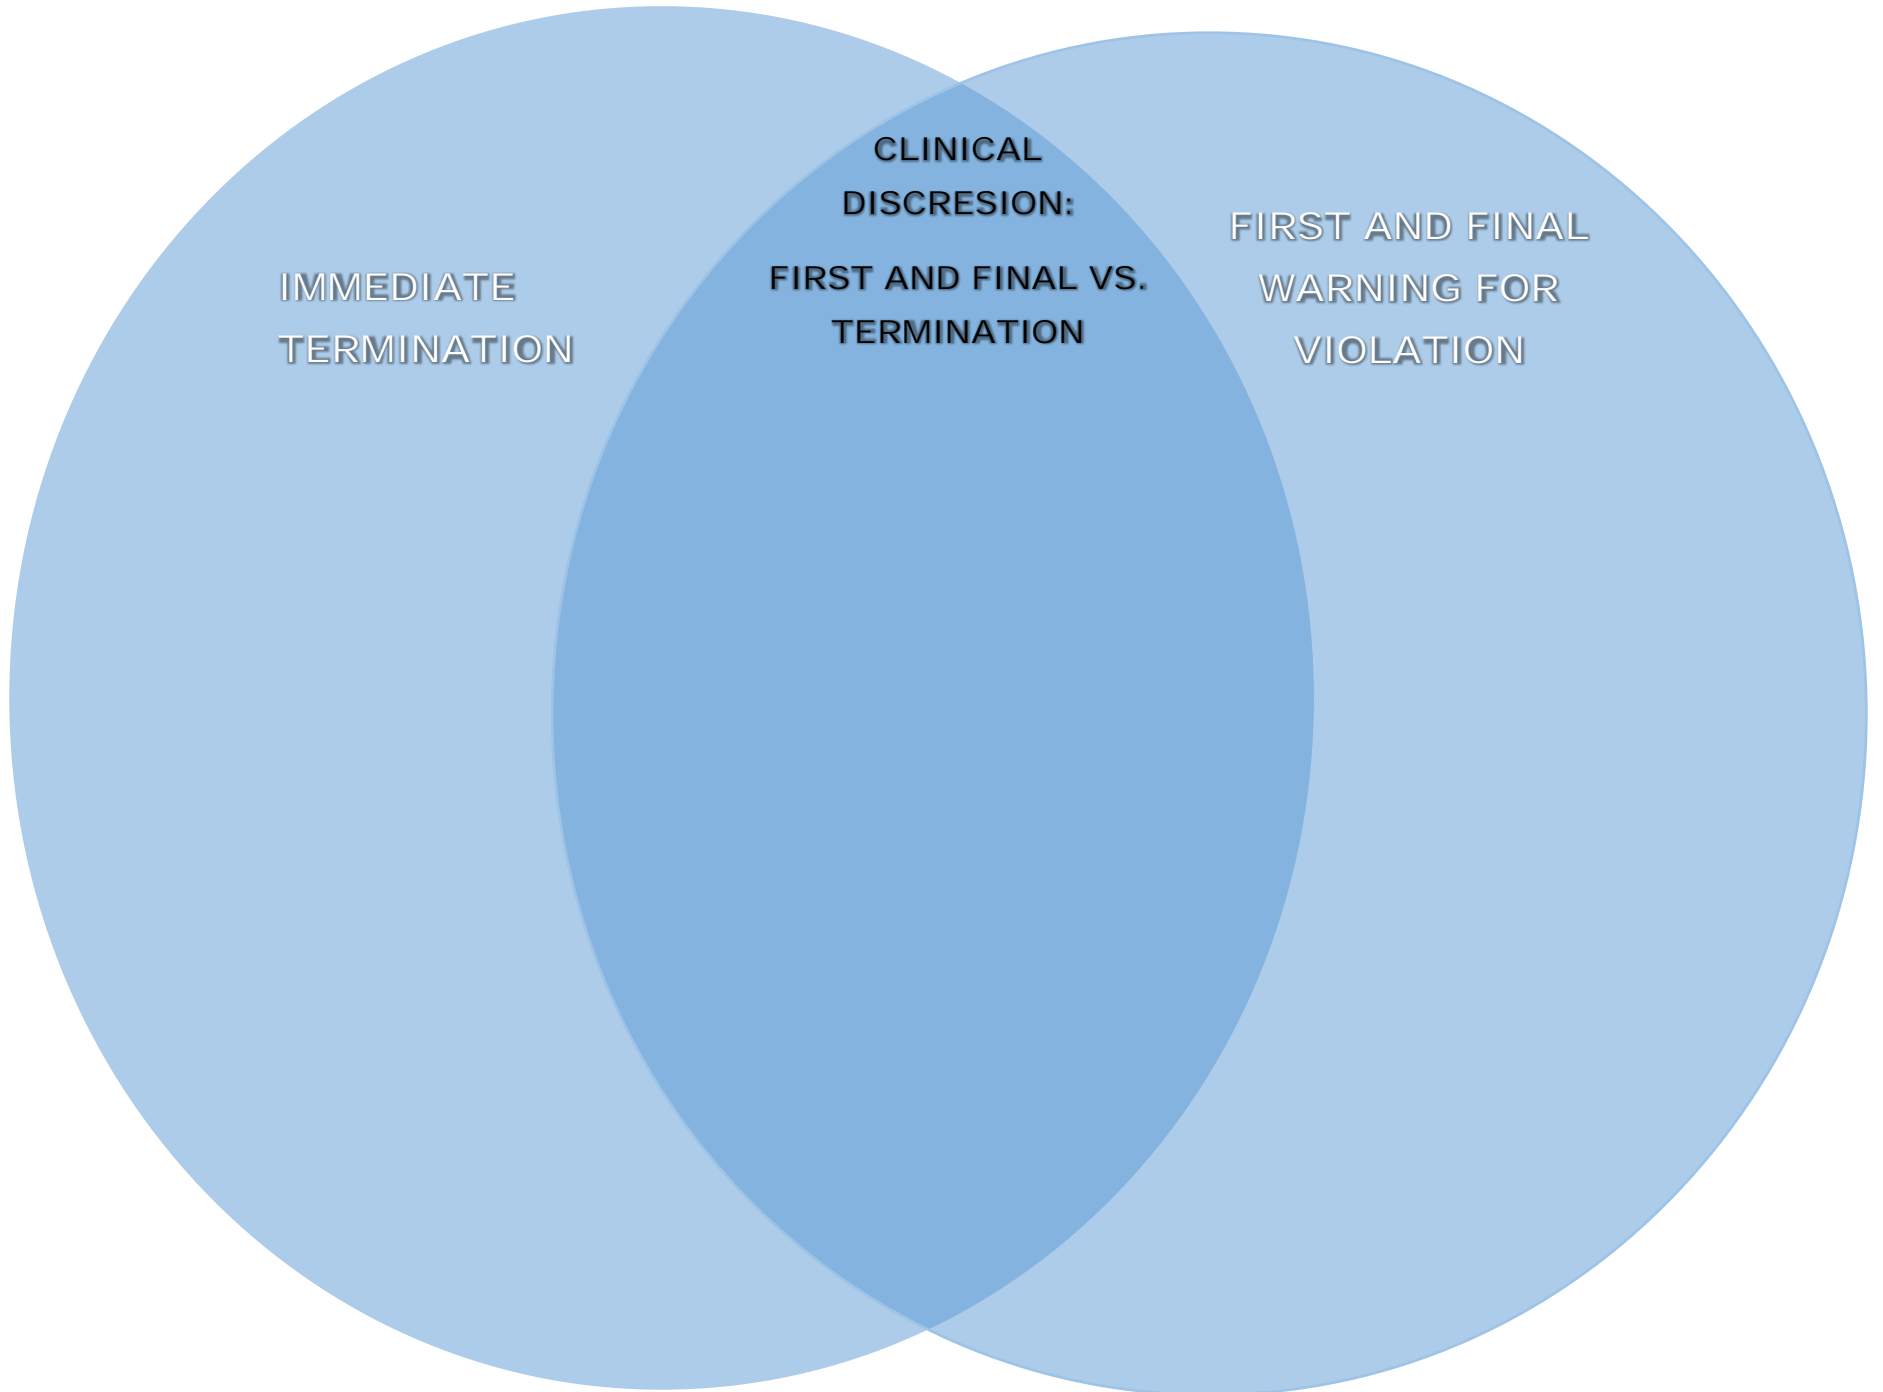 IMMEDIATE
TERMINATION
CLINICAL
DISCRESION:
FIRST AND FINAL VS.
TERMINATION
FIRST AND FINAL
WARNING FOR
VIOLATION